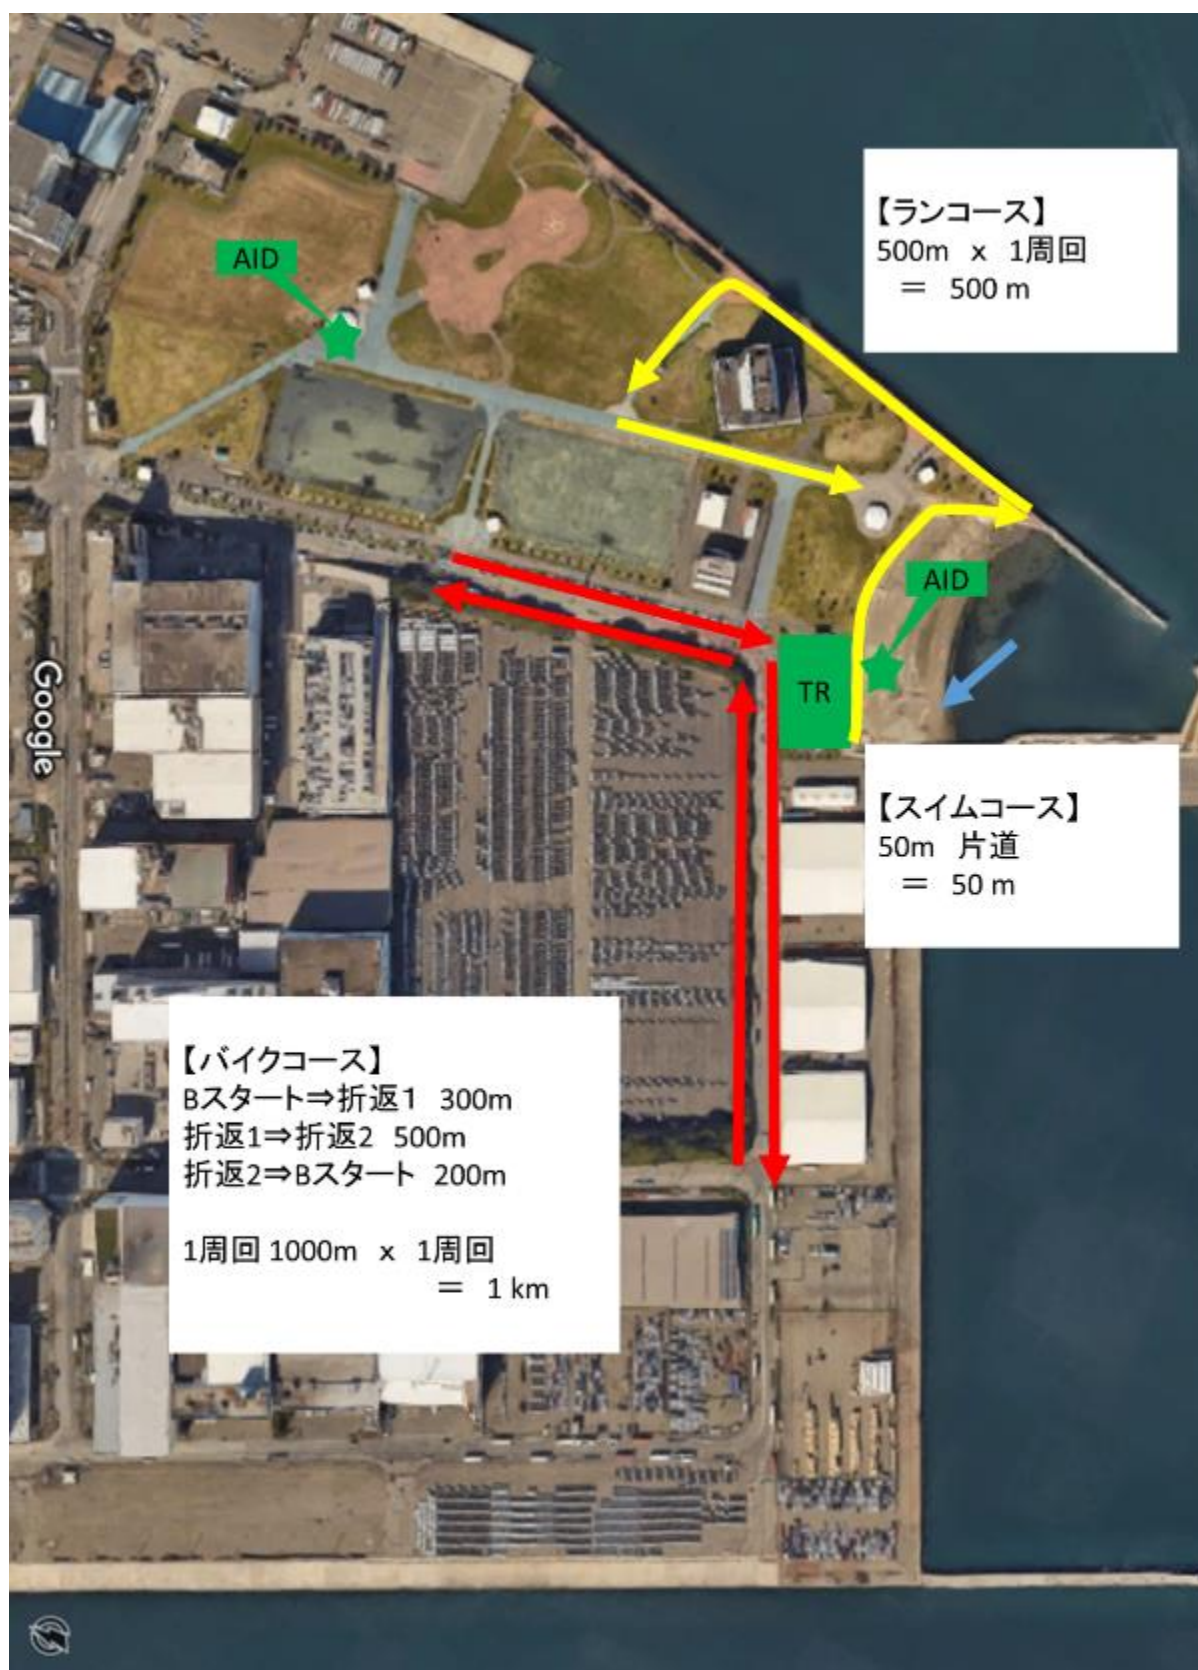 【ランコース】
500m x 1周回
＝ 500 m
AID
AID
TR
Google
【スイムコース】
50m 片道
＝ 50 m
【バイクコース】
Bスタート⇒折返1 300m
折返1⇒折返2 500m
折返2⇒Bスタート 200m
1周回 1000m x 1周回
＝ 1 km